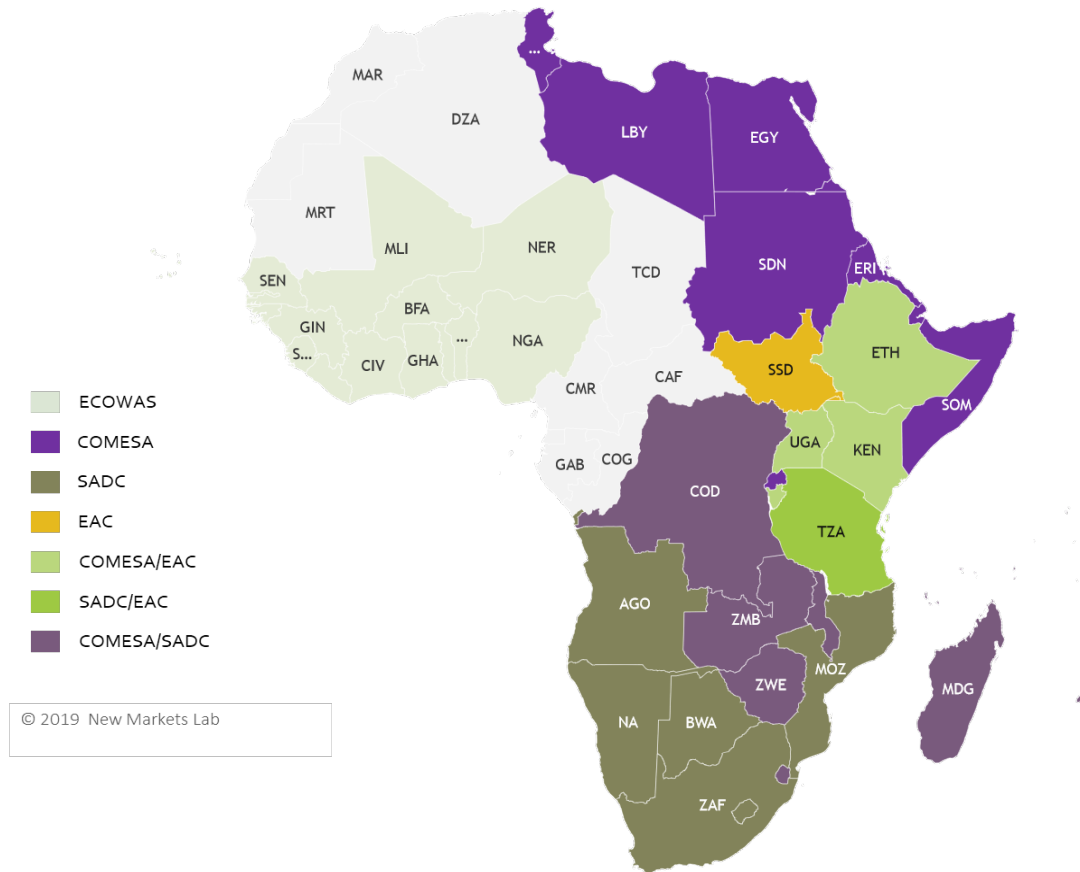 ...
MAR
DZA
LBY
EGY
MRT
MLI
NER
TCD
SDN
ERI
SEN
BFA
GIN
...
S...
CIV
GHA
NGA
SSD
ETH
CMR
CAF
SOM
UGA
KEN
GAB
COG
COD
TZA
AGO
ZMB
MOZ
ZWE
MDG
NA
BWA
ZAF
ECOWAS
COMESA
SADC
EAC
COMESA/EAC
SADC/EAC
COMESA/SADC
© 2019 New Markets Lab